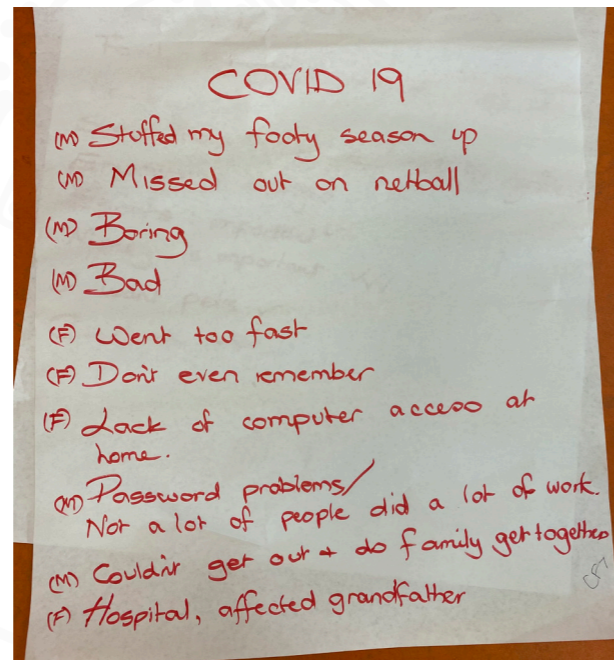 COVID 19
(M) Stuffed my footy season up
(M) Missed out on netball
(M) Boring
(M) Bad
(F) Went too fast
(F) Don't even remember
(F) Lack of computer access at
home.
(M) Password problems/
Not a lot of people did a lot of work.
(M) Couldn't get out + do family get together
(F) Hospital, affected grandfather